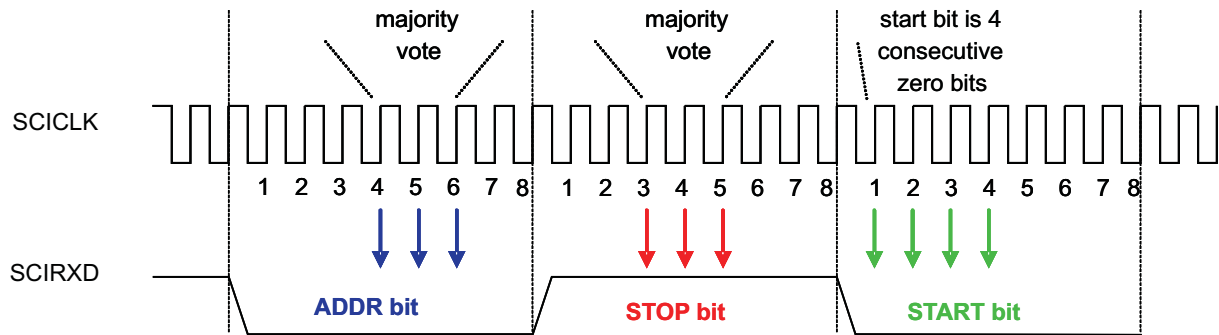 majority
vote
majority
vote
start bit is 4
consecutive
zero bits
SCICLK
1 2 3 4 5 6 7 8 1 2 3 4 5 6 7 8 1 2 3 4 5 6 7 8
SCIRXD
ADDR bit
STOP bit
START bit